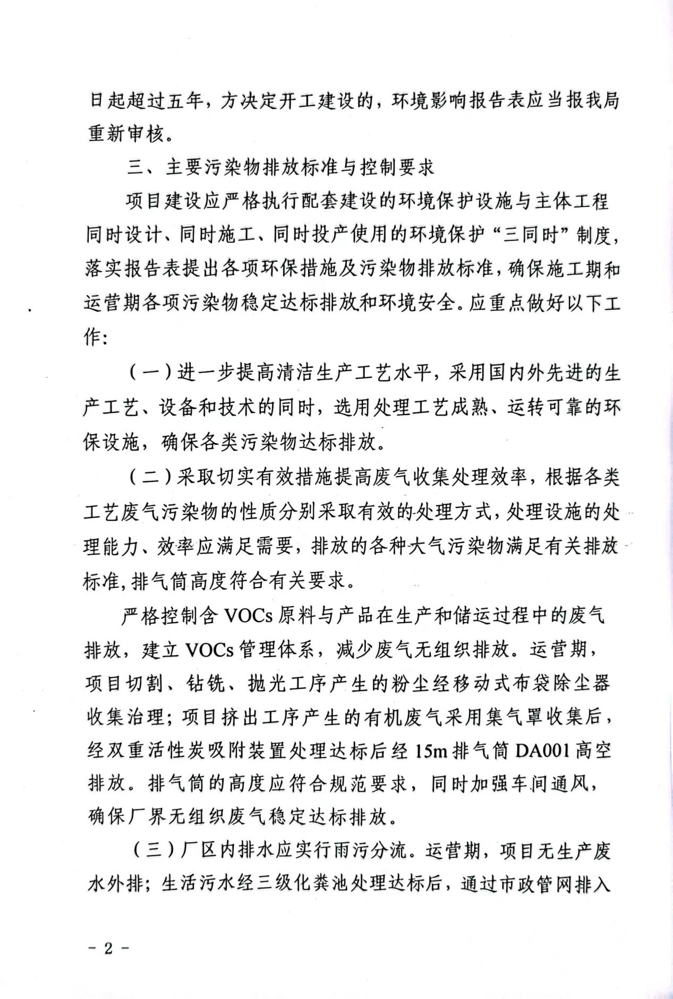 日起超过五年，方决定开工建设的，环境影响报告表应当报我局
重新审核。
三、主要污染物排放标准与控制要求
项目建设应严格执行配套建设的环境保护设施与主体工程
同时设计、同时施工、同时投产使用的环境保护“三同时”制度，
落实报告表提出各项环保措施及污染物排放标准，确保施工期和
运营期各项污染物稳定达标排放和环境安全。应重点做好以下工
作：
（一）进一步提高清洁生产工艺水平，采用国内外先进的生
产工艺、设备和技术的同时，选用处理工艺成熟、运转可靠的环
保设施，确保各类污染物达标排放。
（二）采取切实有效措施提高废气收集处理效率，根据各类
工艺废气污染物的性质分别采取有效的处理方式，处理设施的处
理能力、效率应满足需要，排放的各种大气污染物满足有关排放
标准，排气筒高度符合有关要求。
严格控制含 VOCs 原料与产品在生产和储运过程中的废气
排放，建立 VOCs 管理体系，减少废气无组织排放。运营期，
项目切割、钻铣、抛光工序产生的粉尘经移动式布袋除尘器
收集治理；项目挤出工序产生的有机废气采用集气罩收集后，
经双重活性炭吸附装置处理达标后经 15m 排气筒 DA001 高空
排放。排气筒的高度应符合规范要求，同时加强车间通风，
确保厂界无组织废气稳定达标排放。
（三）厂区内排水应实行雨污分流。运营期，项目无生产废
水外排；生活污水经三级化粪池处理达标后，通过市政管网排入
- 2 -